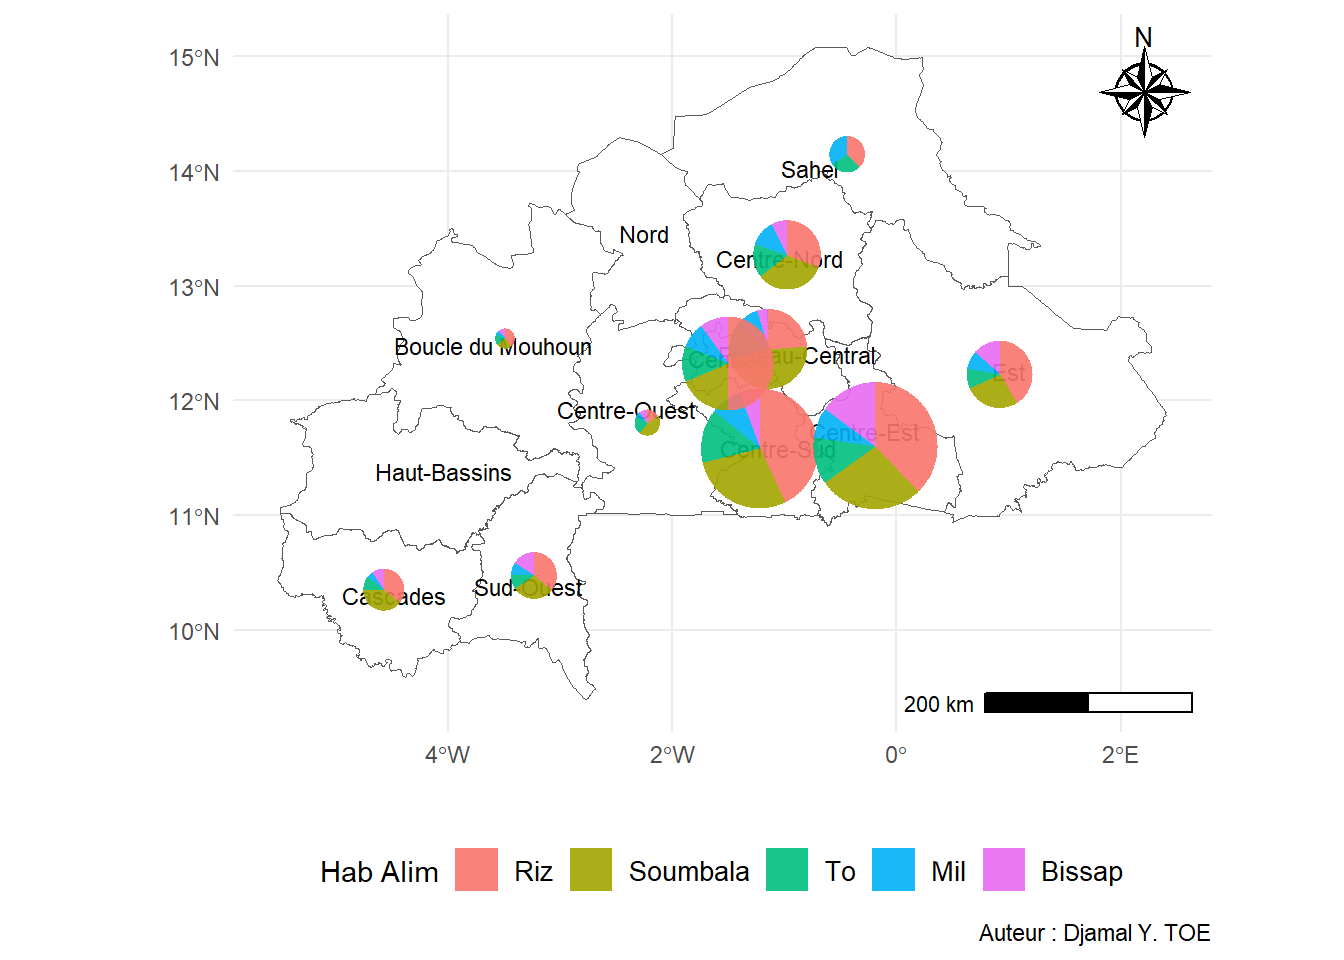 N
15°N
14°N
13°N
12°N
11°N
10°N
Sahel
Nord
Centre-Nord
Boucle du Mouhoun
Est
Centre-Ouest
Centre-Est
Centre-Sud
Haut-Bassins
Sud-Ouest
Cascades
200 km
4°W
2°W
0°
2°E
Hab Alim
Riz
Soumbala
To
Mil
Bissap
Auteur : Djamal Y. TOE